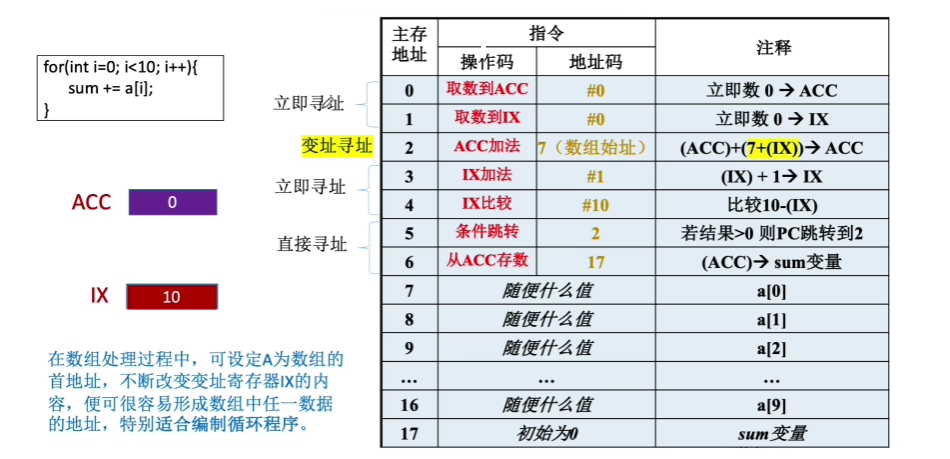 for(int i=0; i<10; i++){
sum += a[i];
}
立即寻址
变址寻址
立即寻址
直接寻址
ACC 0
IX 10
在数组处理过程中，可设定A为数组的
首地址，不断改变变址寄存器IX的内
容，便可很容易形成数组中任一数据
的地址，特别适合编制循环程序。
主存地址 指令 注释
操作码 地址码
0 取数到ACC #0 立即数 0 → ACC
1 取数到IX #0 立即数 0 → IX
2 ACC加法 7（数组始址） (ACC)+(7+(IX))→ ACC
3 IX加法 #1 (IX) + 1→ IX
4 IX比较 #10 比较10-(IX)
5 条件跳转 2 若结果>0 则PC跳转到2
6 从ACC存数 17 (ACC)→ sum变量
7 随便什么值 a[0]
8 随便什么值 a[1]
9 随便什么值 a[2]
... ... ...
16 随便什么值 a[9]
17 初始为0 sum变量